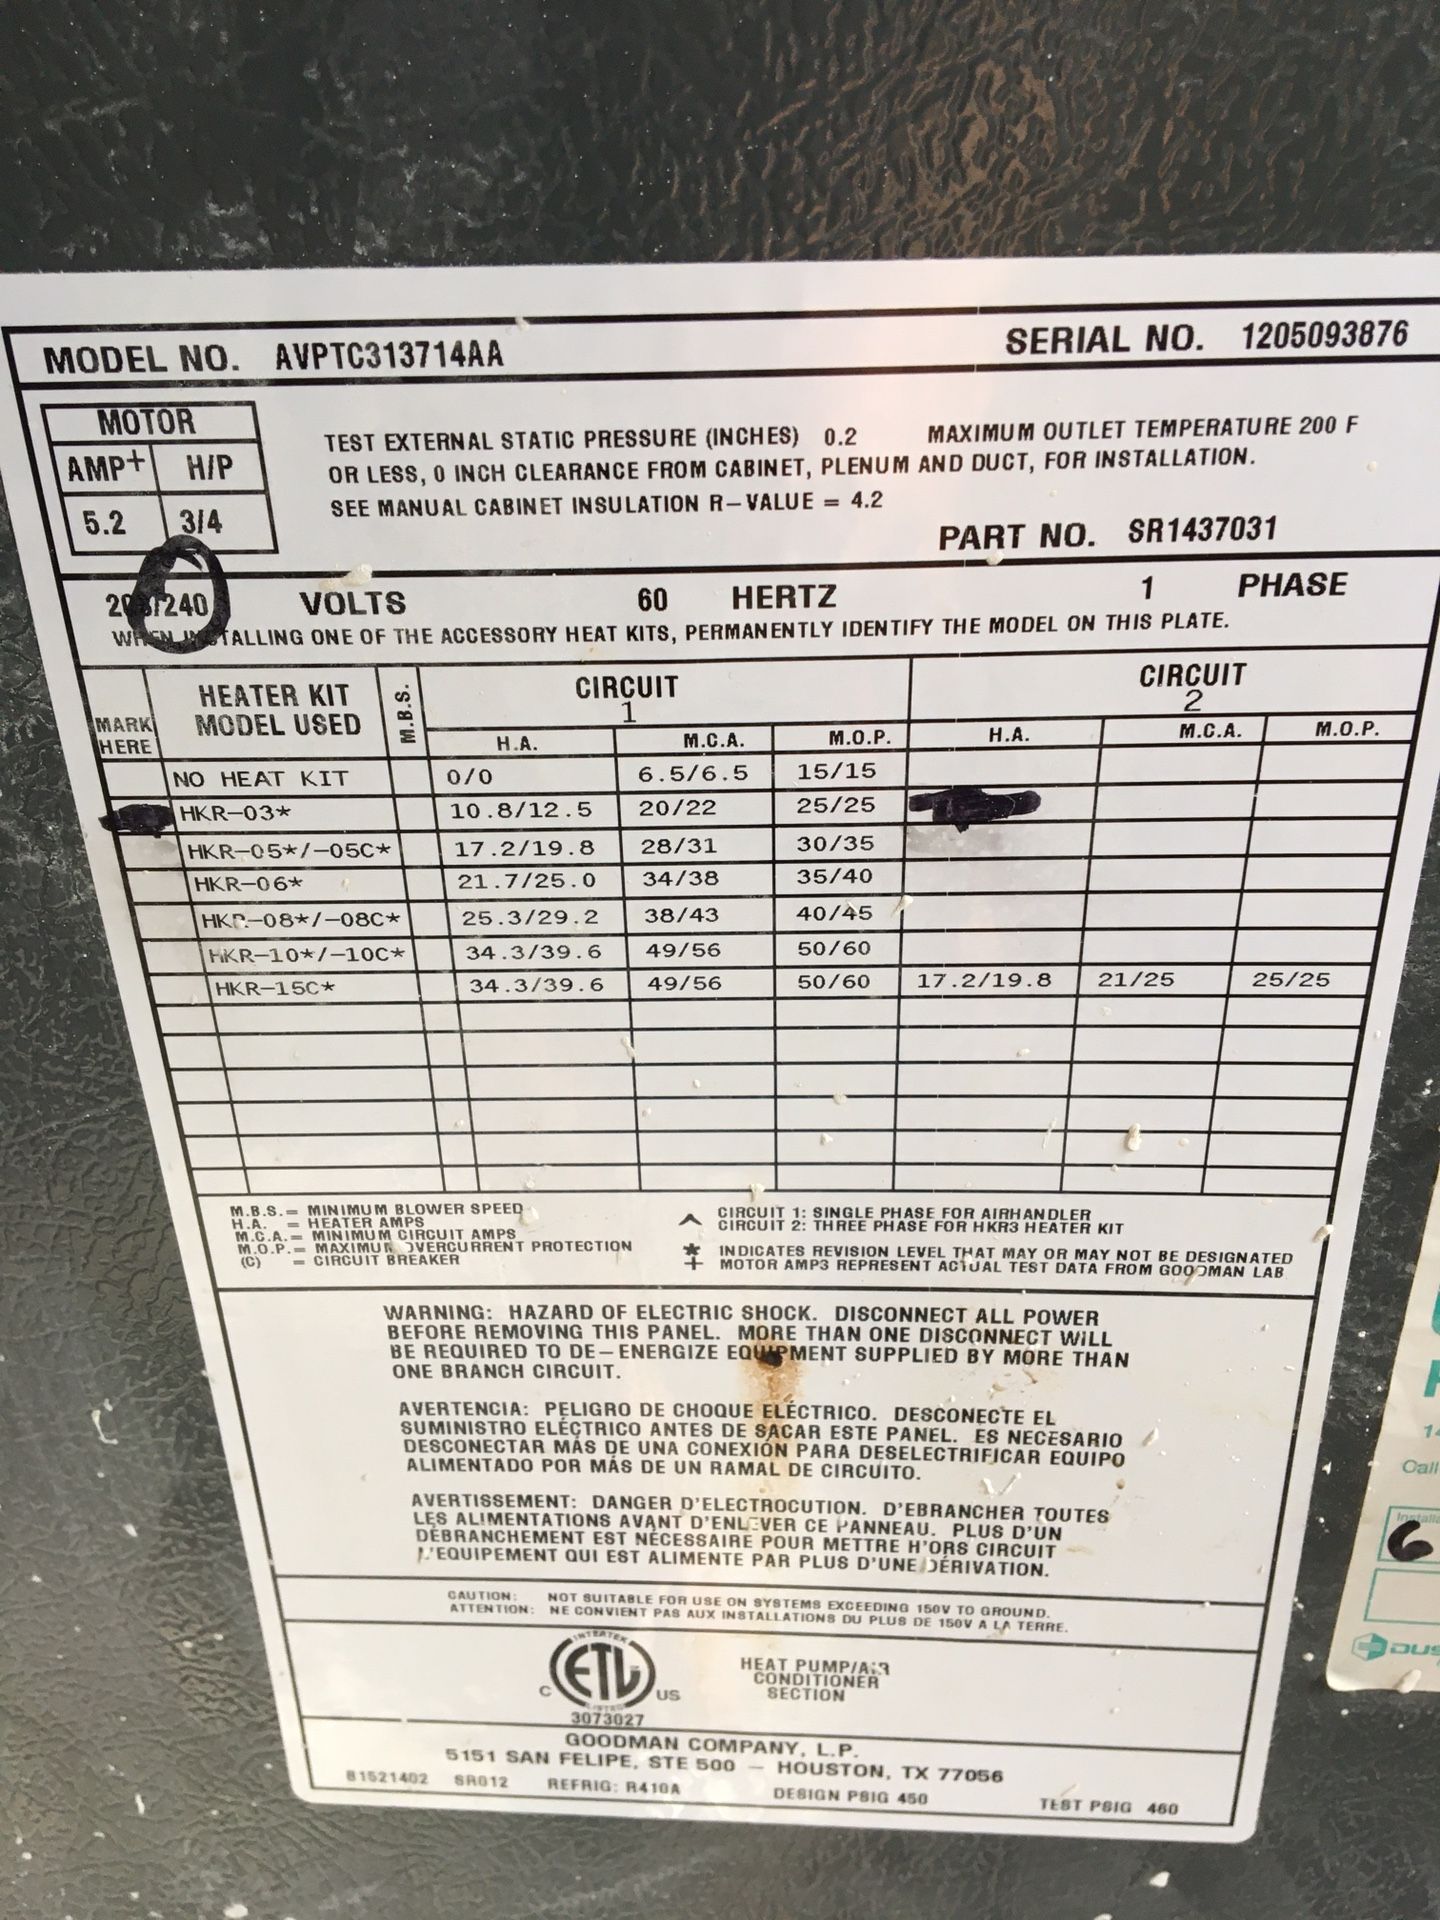 MODEL NO. AVPTC313714AA SERIAL NO. 1205093876
MOTOR
AMP+ H/P
5.2 3/4
TEST EXTERNAL STATIC PRESSURE (INCHES) 0.2 MAXIMUM OUTLET TEMPERATURE 200 F
OR LESS, 0 INCH CLEARANCE FROM CABINET, PLENUM AND DUCT, FOR INSTALLATION.
SEE MANUAL CABINET INSULATION R-VALUE = 4.2
PART NO. SR1437031
208/240 VOLTS 60 HERTZ 1 PHASE
WHEN INSTALLING ONE OF THE ACCESSORY HEAT KITS, PERMANENTLY IDENTIFY THE MODEL ON THIS PLATE.
MARK HERE HEATER KIT MODEL USED M.B.S. CIRCUIT 1 CIRCUIT 2
H.A. M.C.A. M.O.P. H.A. M.C.A. M.O.P.
NO HEAT KIT 0/0 6.5/6.5 15/15
HKR-03* 10.8/12.5 20/22 25/25
HKR-05*/-05C* 17.2/19.8 28/31 30/35
HKR-06* 21.7/25.0 34/38 35/40
HKR-08*/-08C* 25.3/29.2 38/43 40/45
HKR-10*/-10C* 34.3/39.6 49/56 50/60
HKR-15C* 34.3/39.6 49/56 50/60 17.2/19.8 21/25 25/25
M.B.S.= MINIMUM BLOWER SPEED
H.A. = HEATER AMPS
M.C.A.= MINIMUM CIRCUIT AMPS
M.O.P.= MAXIMUM OVERCURRENT PROTECTION
(C) = CIRCUIT BREAKER
^ CIRCUIT 1: SINGLE PHASE FOR AIRHANDLER
CIRCUIT 2: THREE PHASE FOR HKR3 HEATER KIT
* INDICATES REVISION LEVEL THAT MAY OR MAY NOT BE DESIGNATED
+ MOTOR AMP3 REPRESENT ACTUAL TEST DATA FROM GOODMAN LAB
WARNING: HAZARD OF ELECTRIC SHOCK. DISCONNECT ALL POWER
BEFORE REMOVING THIS PANEL. MORE THAN ONE DISCONNECT WILL
BE REQUIRED TO DE-ENERGIZE EQUIPMENT SUPPLIED BY MORE THAN
ONE BRANCH CIRCUIT.
AVERTENCIA: PELIGRO DE CHOQUE ELÉCTRICO. DESCONECTE EL
SUMINISTRO ELÉCTRICO ANTES DE SACAR ESTE PANEL. ES NECESARIO
DESCONECTAR MÁS DE UNA CONEXIÓN PARA DESELECTRIFICAR EQUIPO
ALIMENTADO POR MÁS DE UN RAMAL DE CIRCUITO.
AVERTISSEMENT: DANGER D'ELECTROCUTION. D'EBRANCHER TOUTES
LES ALIMENTATIONS AVANT D'ENLEVER CE PANNEAU. PLUS D'UN
DÉBRANCHEMENT EST NÉCESSAIRE POUR METTRE H'ORS CIRCUIT
L'EQUIPEMENT QUI EST ALIMENTE PAR PLUS D'UNE DÉRIVATION.
CAUTION: NOT SUITABLE FOR USE ON SYSTEMS EXCEEDING 150V TO GROUND.
ATTENTION: NE CONVIENT PAS AUX INSTALLATIONS DU PLUS DE 150V A LA TERRE.
INTERTEK
C ETL US
LISTED
3073027
HEAT PUMP/AIR
CONDITIONER
SECTION
GOODMAN COMPANY, L.P.
5151 SAN FELIPE, STE 500 - HOUSTON, TX 77056
B1521402 SR012 REFRIG: R410A DESIGN PSIG 450 TEST PSIG 460
Call
6
DUS